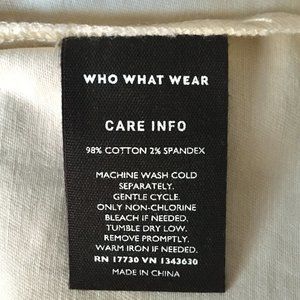 WHO WHAT WEAR
CARE INFO
98% COTTON 2% SPANDEX
MACHINE WASH COLD
SEPARATELY.
GENTLE CYCLE.
ONLY NON-CHLORINE
BLEACH IF NEEDED.
TUMBLE DRY LOW.
REMOVE PROMPTLY.
WARM IRON IF NEEDED.
RN 17730 VN 1343630
MADE IN CHINA